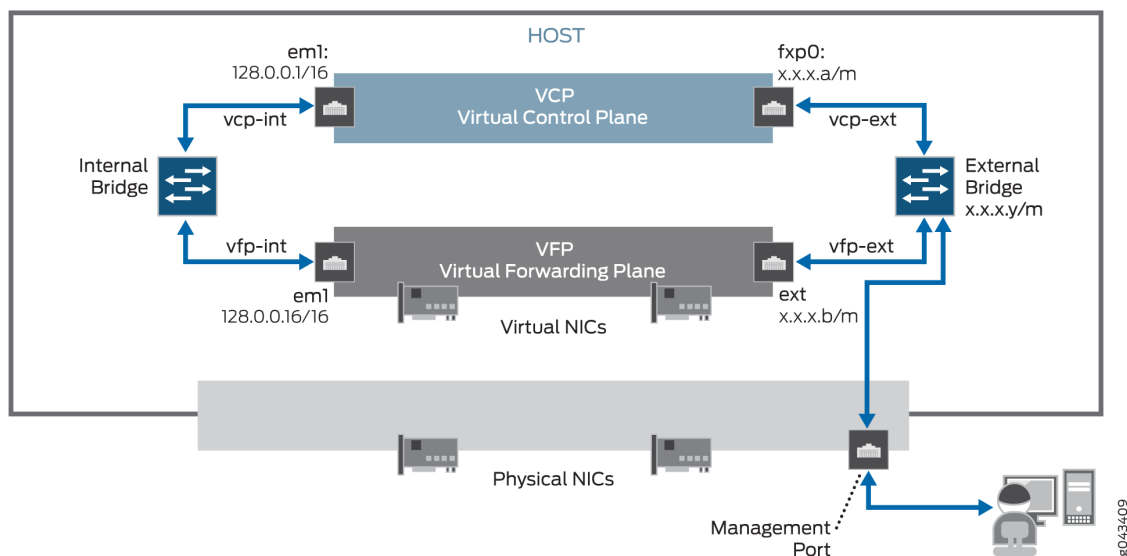 HOST
em1:
128.0.0.1/16
fxp0:
x.x.x.a/m
VCP
Virtual Control Plane
vcp-int
vcp-ext
Internal
Bridge
External
Bridge
x.x.x.y/m
vfp-int
VFP
Virtual Forwarding Plane
vfp-ext
em1
128.0.0.16/16
ext
x.x.x.b/m
Virtual NICs
Physical NICs
Management
Port
g043409